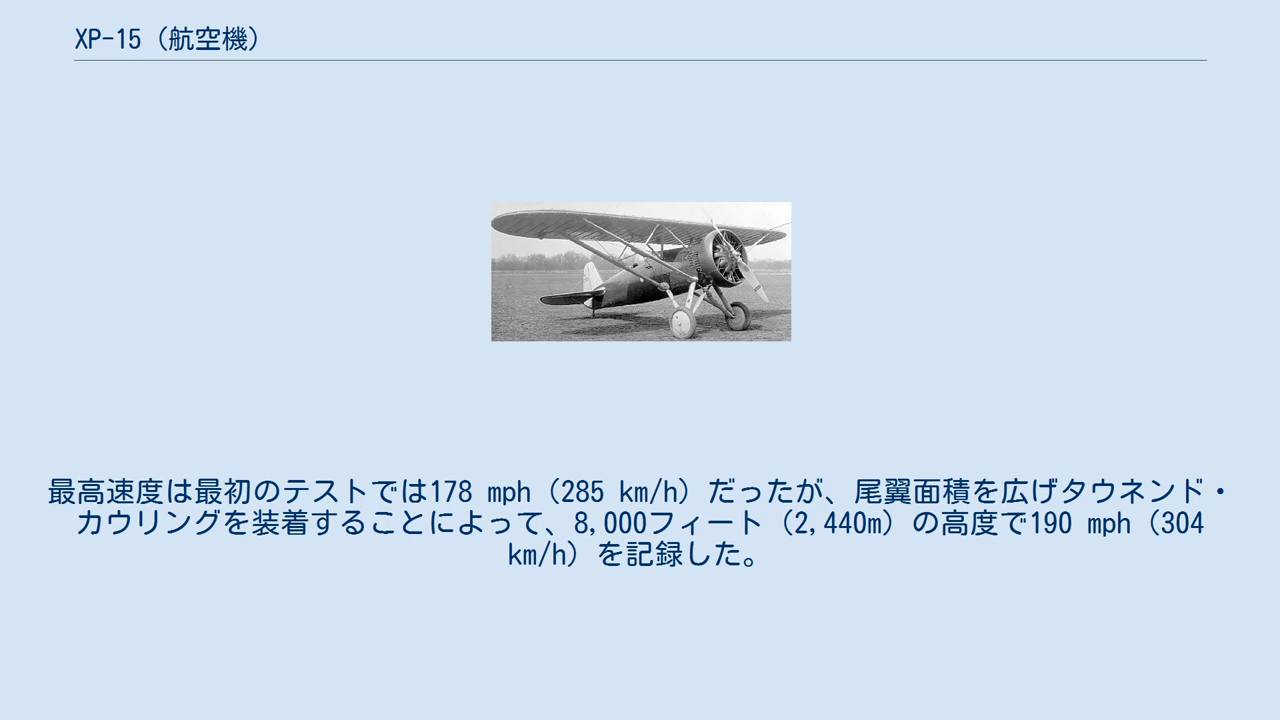 XP-15（航空機）
最高速度は最初のテストでは178 mph（285 km/h）だったが、尾翼面積を広げタウネンド・
カウリングを装着することによって、8,000フィート（2,440m）の高度で190 mph（304
km/h）を記録した。